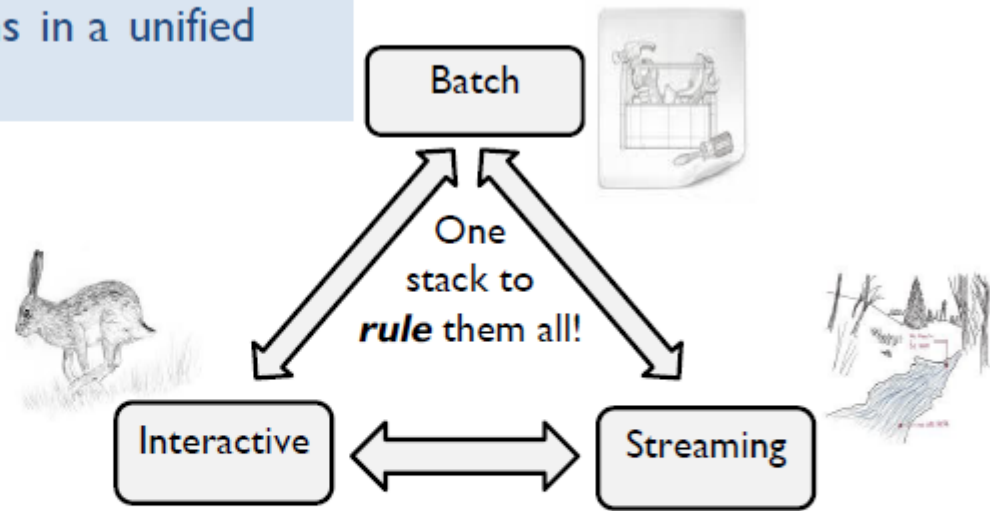 s in a unified
Batch
One
stack to
rule them all!
Interactive
Streaming